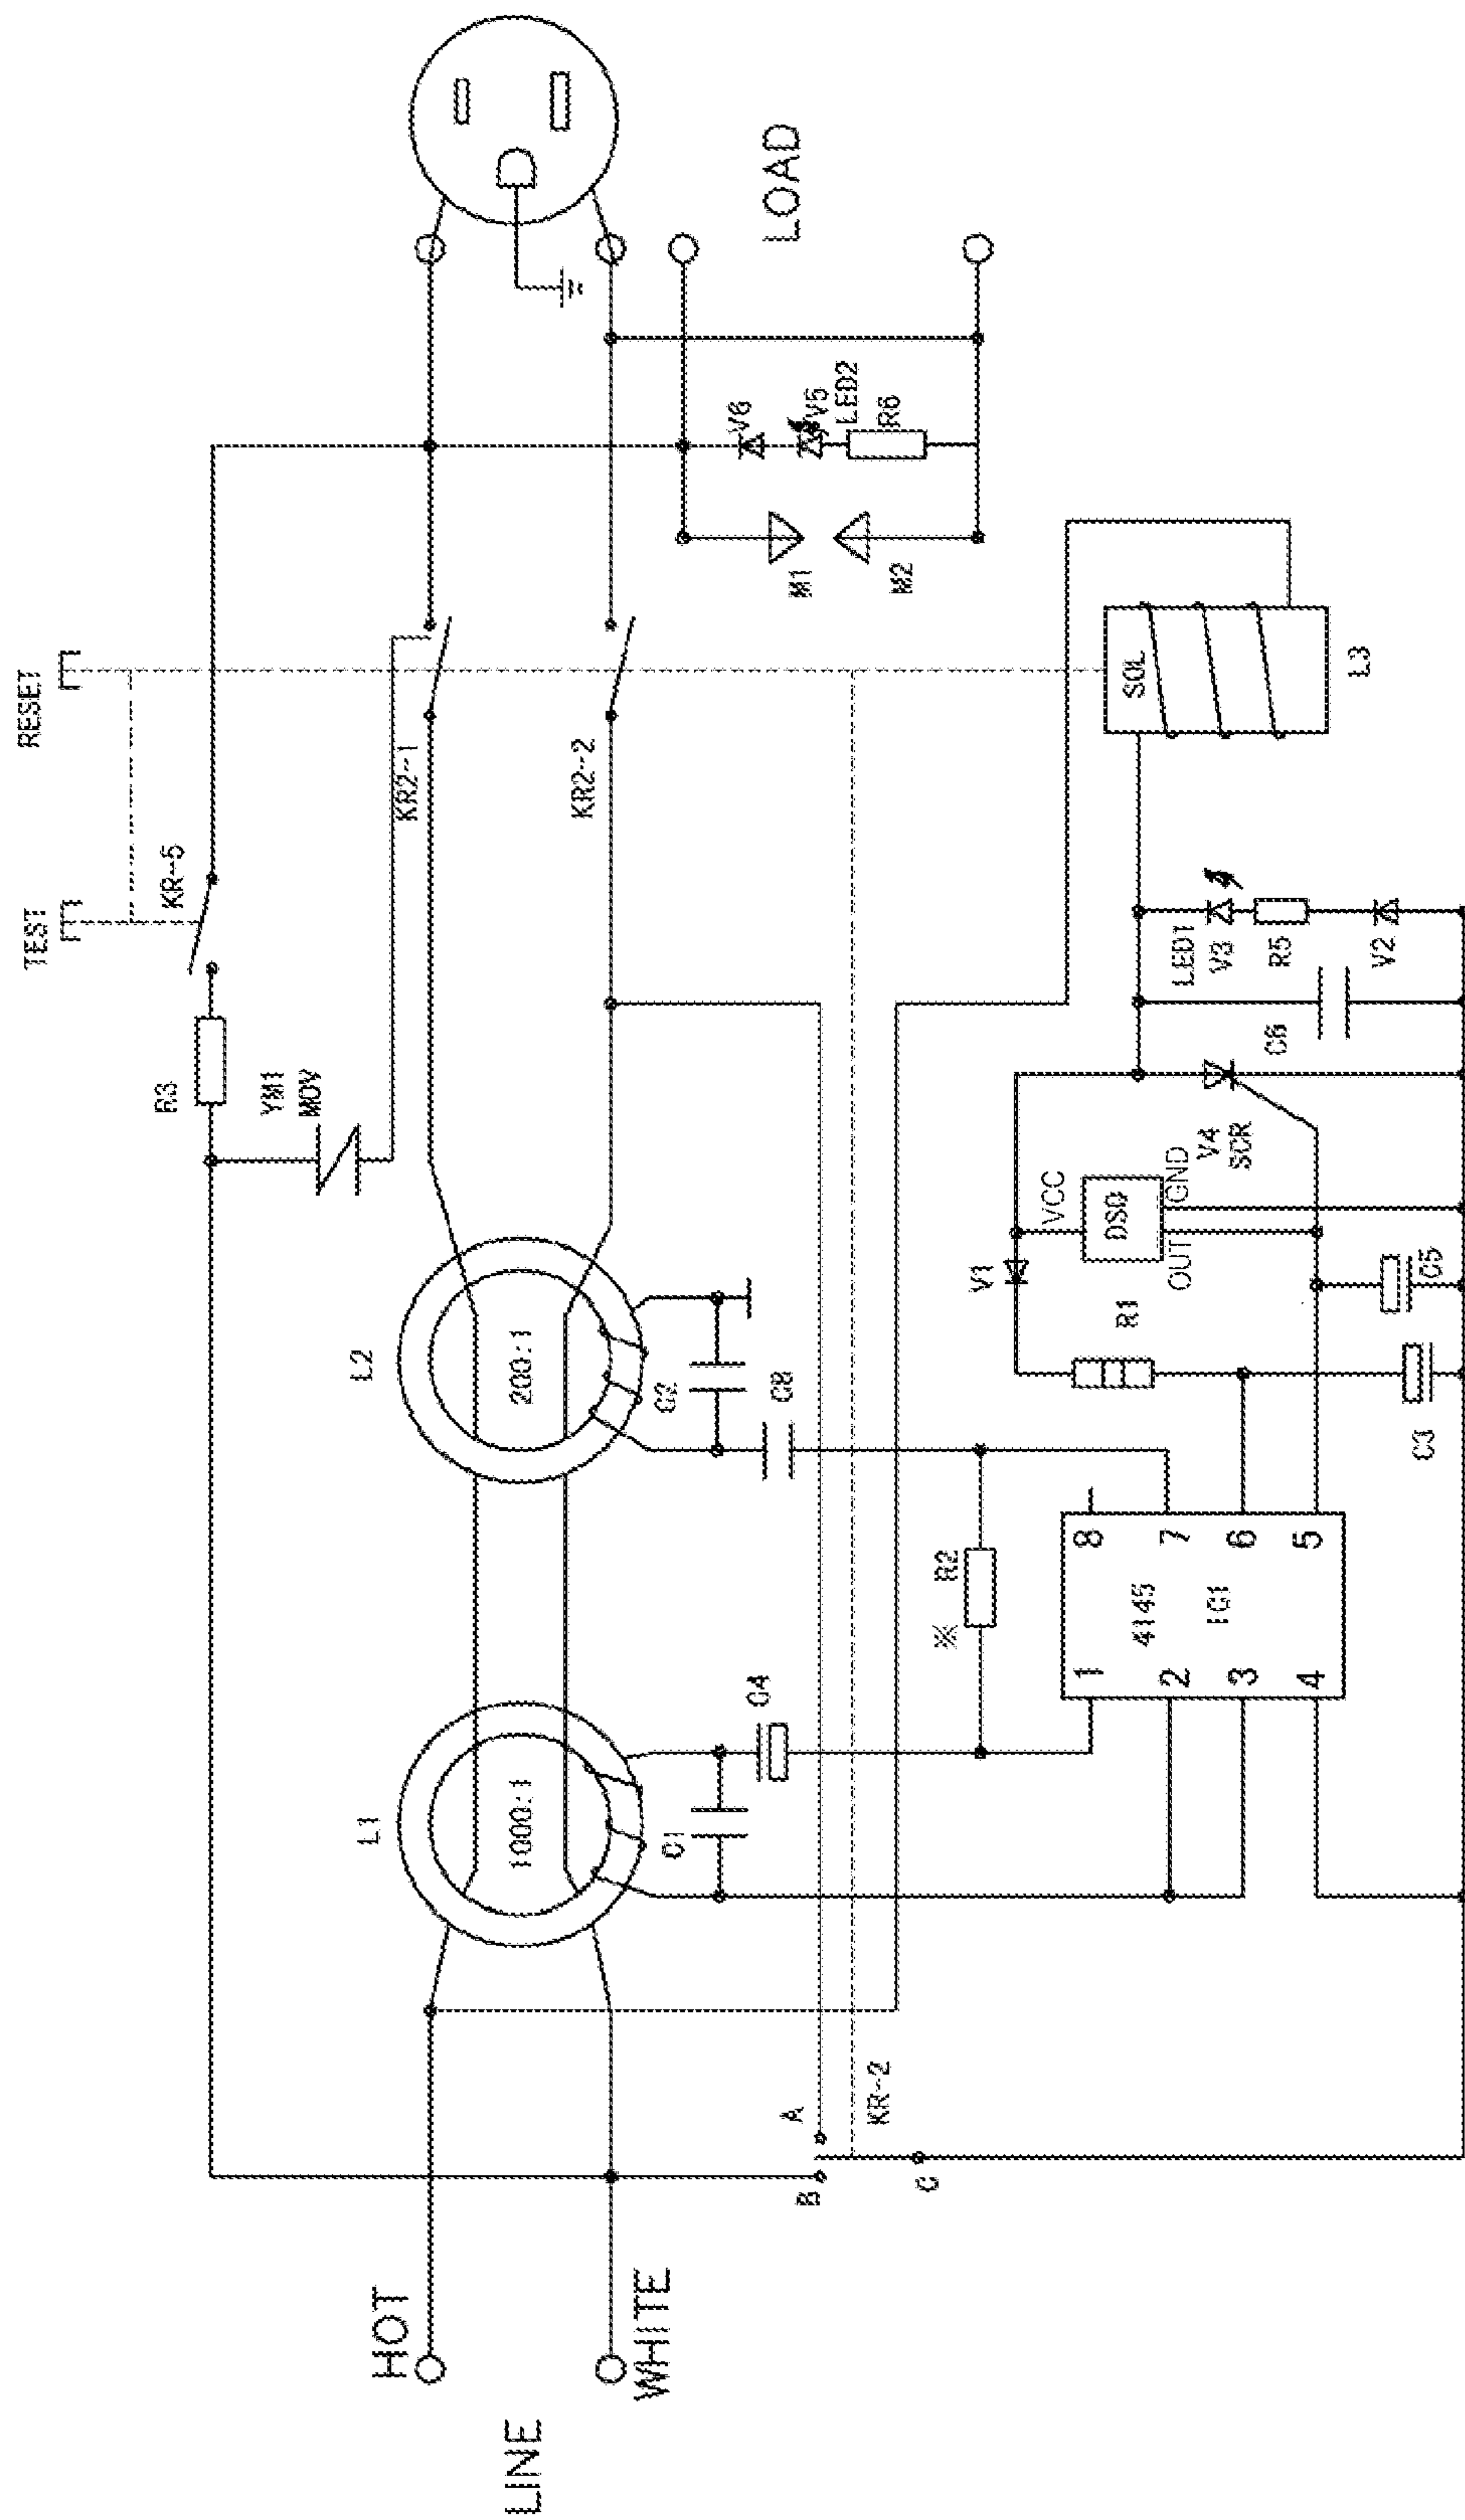 TEST
RESET
KR-5
R3
YM1
MOV
KR2-1
KR2-2
L1
1000:1
L2
200:1
HOT
LINE
WHITE
LOAD
M1
M2
V6
V5
LED2
R6
C1
C4
C2
C8
A
B
C
KR-2
※ R2
1
2
3
4
4145
IC1
8
7
6
5
V1
R1
VCC
DSQ
OUT
GND
V4
SCR
C3
C5
C6
LED1
V3
R5
V2
SOL
L3